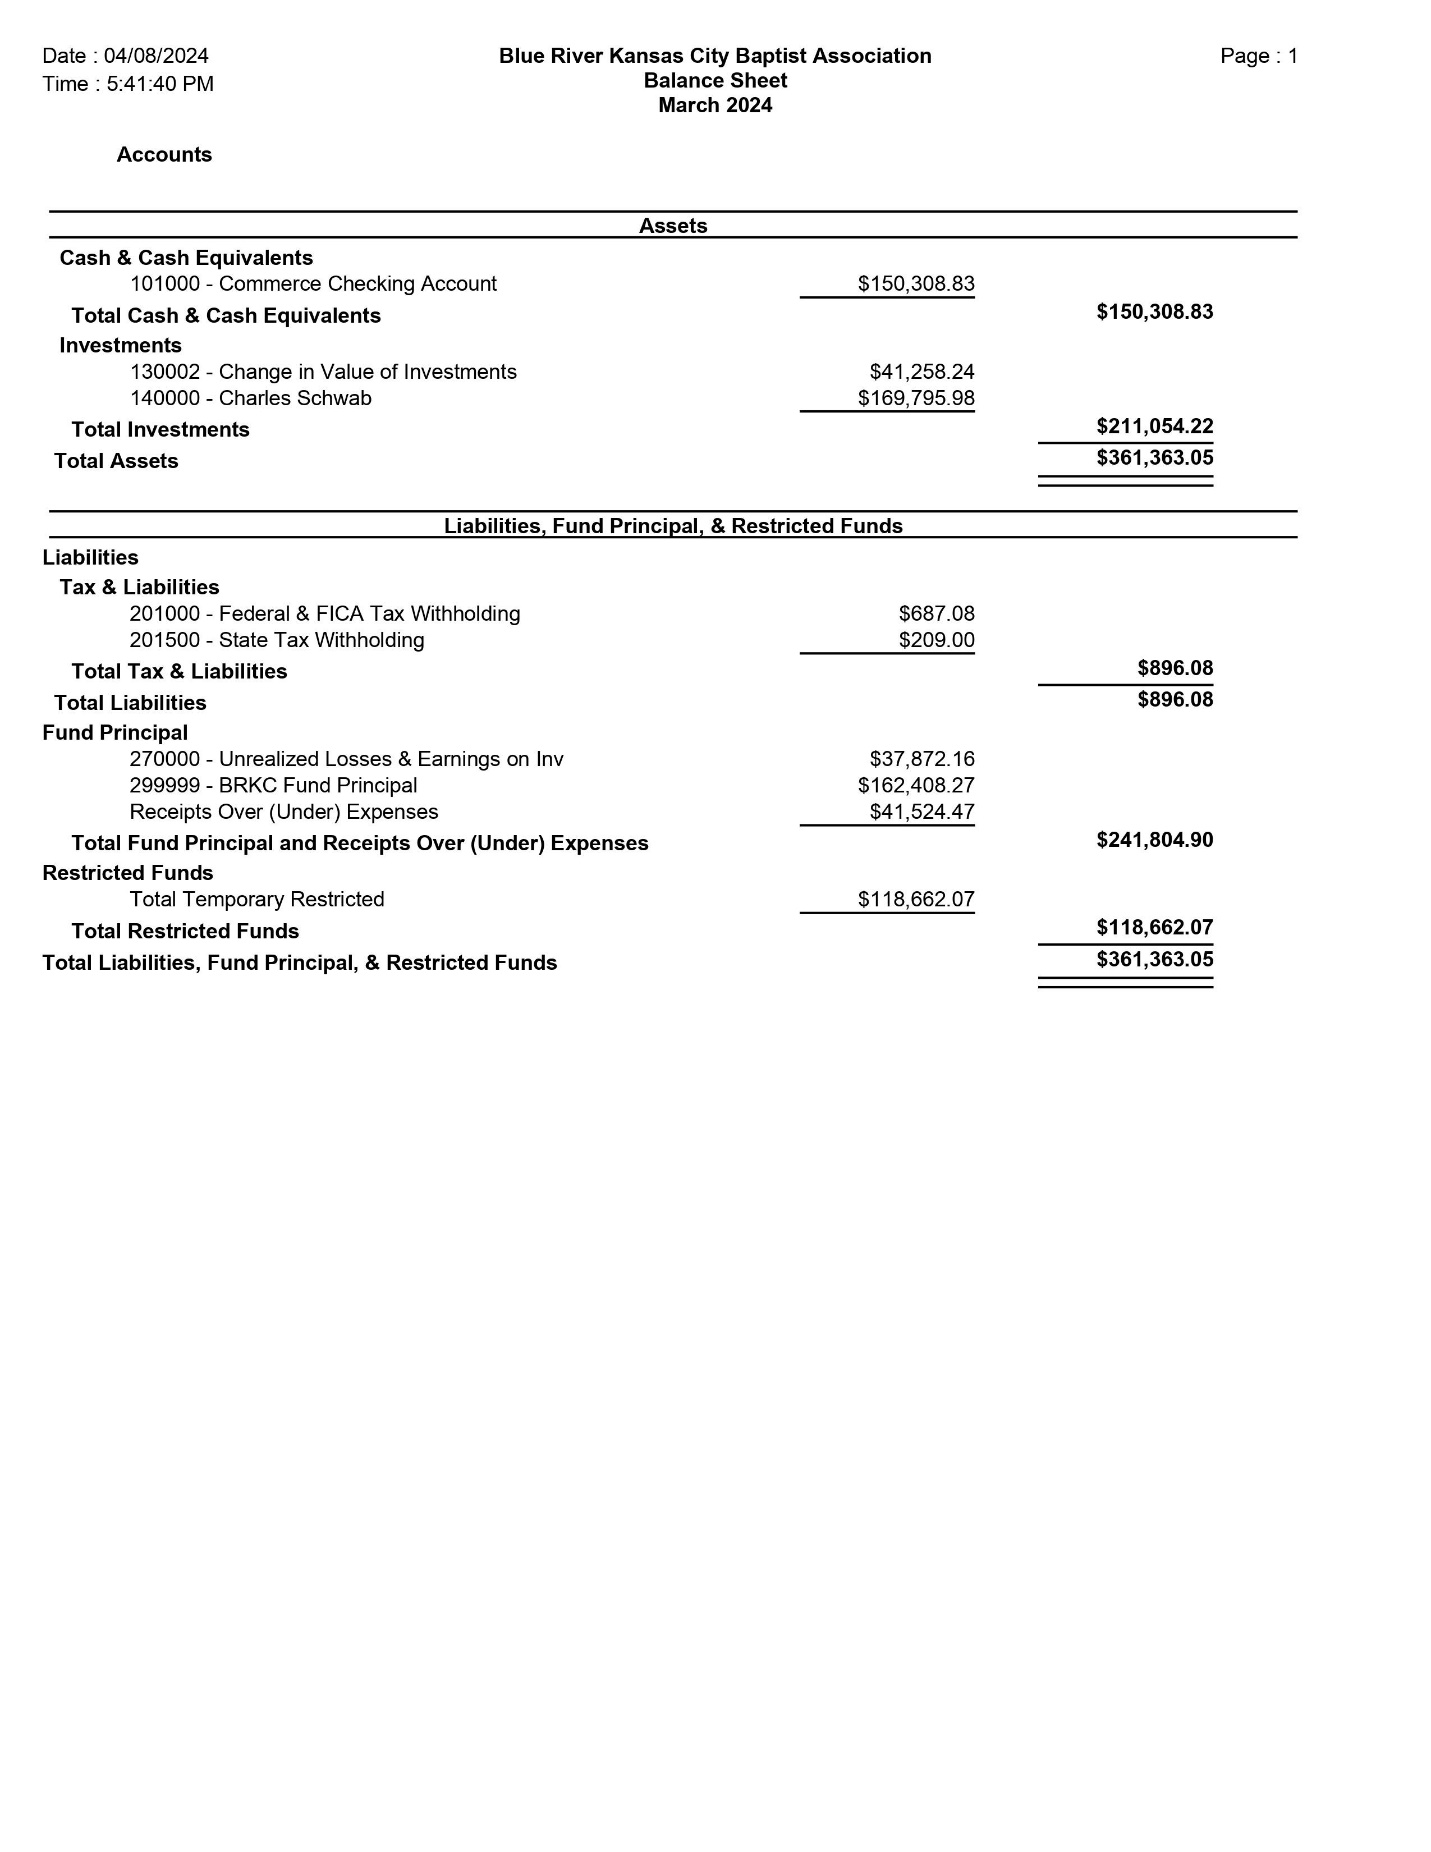 Date : 04/08/2024 Blue River Kansas City Baptist Association Page : 1
Time : 5:41:40 PM Balance Sheet
March 2024
Accounts
Assets
Cash & Cash Equivalents
101000 - Commerce Checking Account $150,308.83
Total Cash & Cash Equivalents $150,308.83
Investments
130002 - Change in Value of Investments $41,258.24
140000 - Charles Schwab $169,795.98
Total Investments $211,054.22
Total Assets $361,363.05
Liabilities, Fund Principal, & Restricted Funds
Liabilities
Tax & Liabilities
201000 - Federal & FICA Tax Withholding $687.08
201500 - State Tax Withholding $209.00
Total Tax & Liabilities $896.08
Total Liabilities $896.08
Fund Principal
270000 - Unrealized Losses & Earnings on Inv $37,872.16
299999 - BRKC Fund Principal $162,408.27
Receipts Over (Under) Expenses $41,524.47
Total Fund Principal and Receipts Over (Under) Expenses $241,804.90
Restricted Funds
Total Temporary Restricted $118,662.07
Total Restricted Funds $118,662.07
Total Liabilities, Fund Principal, & Restricted Funds $361,363.05